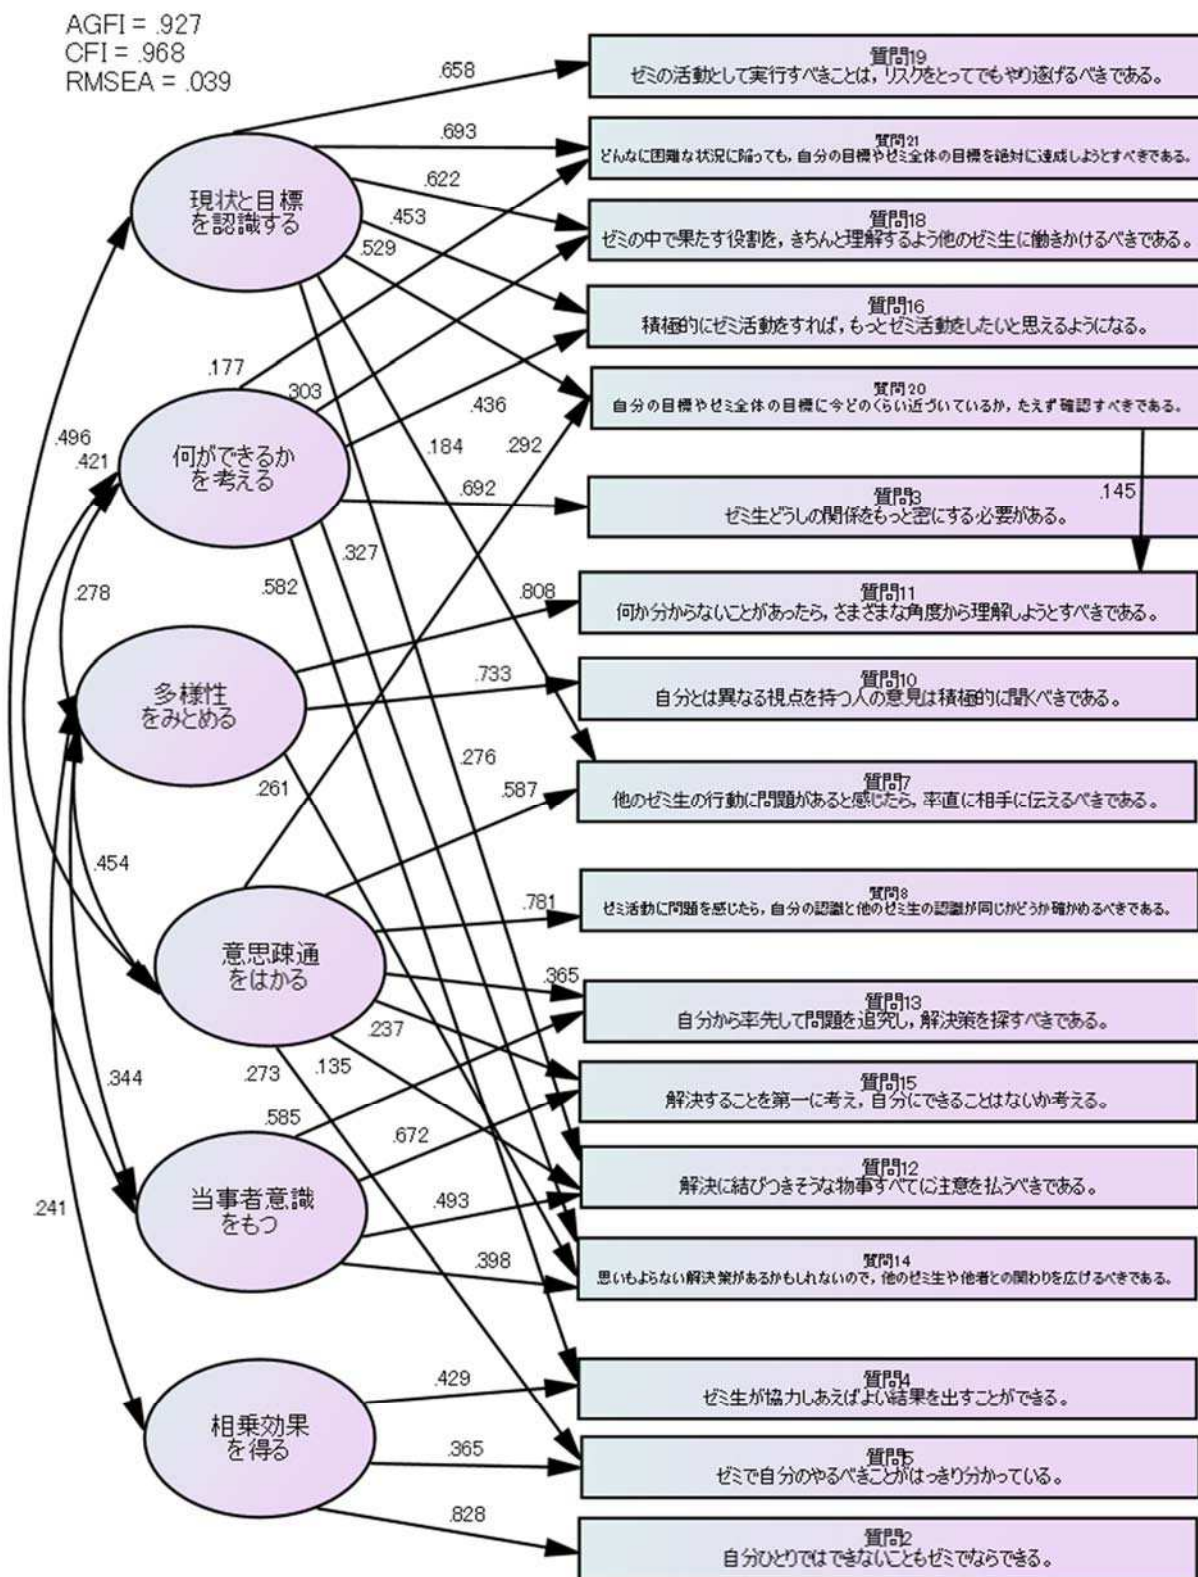 AGFI = .927
CFI = .968
RMSEA = .039
.658
質問19
ゼミの活動として実行すべきことは，リスクをとってでもやり遂げるべきである。
.693
質問21
どんなに困難な状況に陥っても，自分の目標やゼミ全体の目標を絶対に達成しようとすべきである。
現状と目標
を認識する
.622
質問18
ゼミの中で果たす役割を，きちんと理解するよう他のゼミ生に働きかけるべきである。
.453
.529
質問16
積極的にゼミ活動をすれば，もっとゼミ活動をしたいと思えるようになる。
.177
.303
.436
質問20
自分の目標やゼミ全体の目標に今どのくらい近づいているか，たえず確認すべきである。
.496
.421
何ができるか
を考える
.184
.292
.692
質問3
ゼミ生どうしの関係をもっと密にする必要がある。
.145
.327
.278
.582
.808
質問11
何か分からないことがあったら，さまざまな角度から理解しようとすべきである。
多様性
をみとめる
.733
質問10
自分とは異なる視点を持つ人の意見は積極的に聞くべきである。
.276
.261
.587
質問7
他のゼミ生の行動に問題があると感じたら，率直に相手に伝えるべきである。
.454
.781
質問8
ゼミ活動に問題を感じたら，自分の認識と他のゼミ生の認識が同じかどうか確かめるべきである。
意思疎通
をはかる
.365
質問13
自分から率先して問題を追究し，解決策を探すべきである。
.237
.344
.273
.135
質問15
解決することを第一に考え，自分にできることはないか考える。
.585
.672
質問12
解決に結びつきそうな物事すべてに注意を払うべきである。
当事者意識
をもつ
.241
.493
.398
質問14
思いもよらない解決策があるかもしれないので，他のゼミ生や他者との関わりを広げるべきである。
.429
質問4
ゼミ生が協力しあえばよい結果を出すことができる。
相乗効果
を得る
.365
質問5
ゼミで自分のやるべきことがはっきり分かっている。
.828
質問2
自分ひとりではできないこともゼミでならできる。